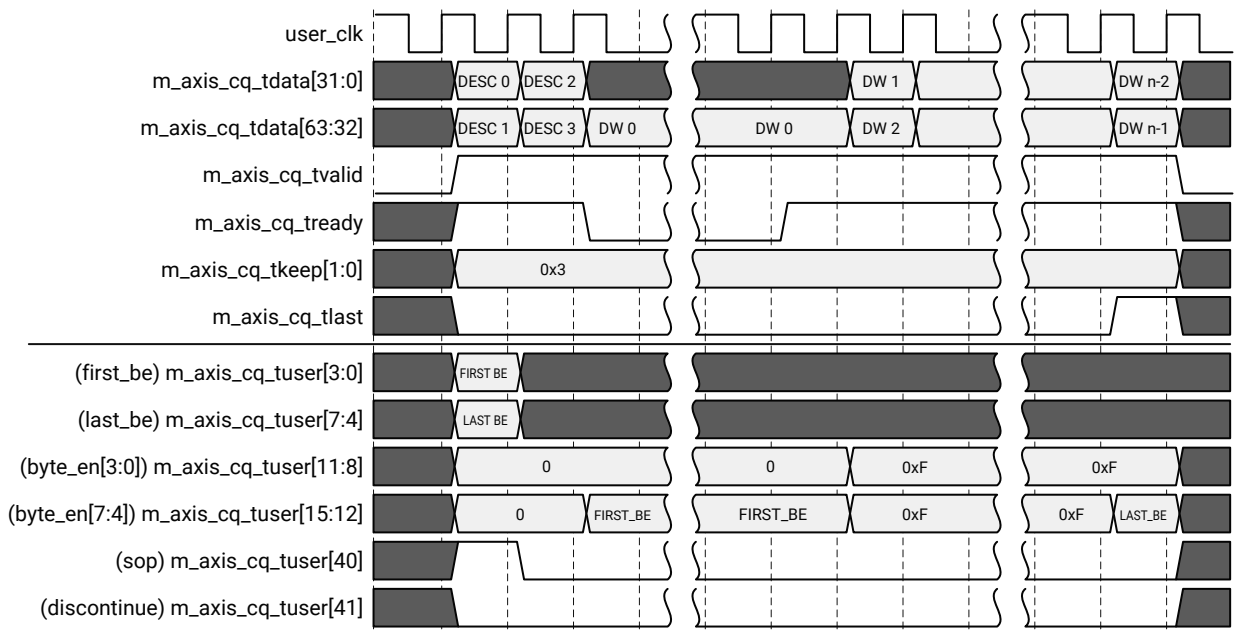 user_clk
m_axis_cq_tdata[31:0] DESC 0 DESC 2 DW 1 DW n-2
m_axis_cq_tdata[63:32] DESC 1 DESC 3 DW 0 DW 0 DW 2 DW n-1
m_axis_cq_tvalid
m_axis_cq_tready
m_axis_cq_tkeep[1:0] 0x3
m_axis_cq_tlast
(first_be) m_axis_cq_tuser[3:0] FIRST BE
(last_be) m_axis_cq_tuser[7:4] LAST BE
(byte_en[3:0]) m_axis_cq_tuser[11:8] 0 0 0xF 0xF
(byte_en[7:4]) m_axis_cq_tuser[15:12] 0 FIRST_BE FIRST_BE 0xF 0xF LAST_BE
(sop) m_axis_cq_tuser[40]
(discontinue) m_axis_cq_tuser[41]